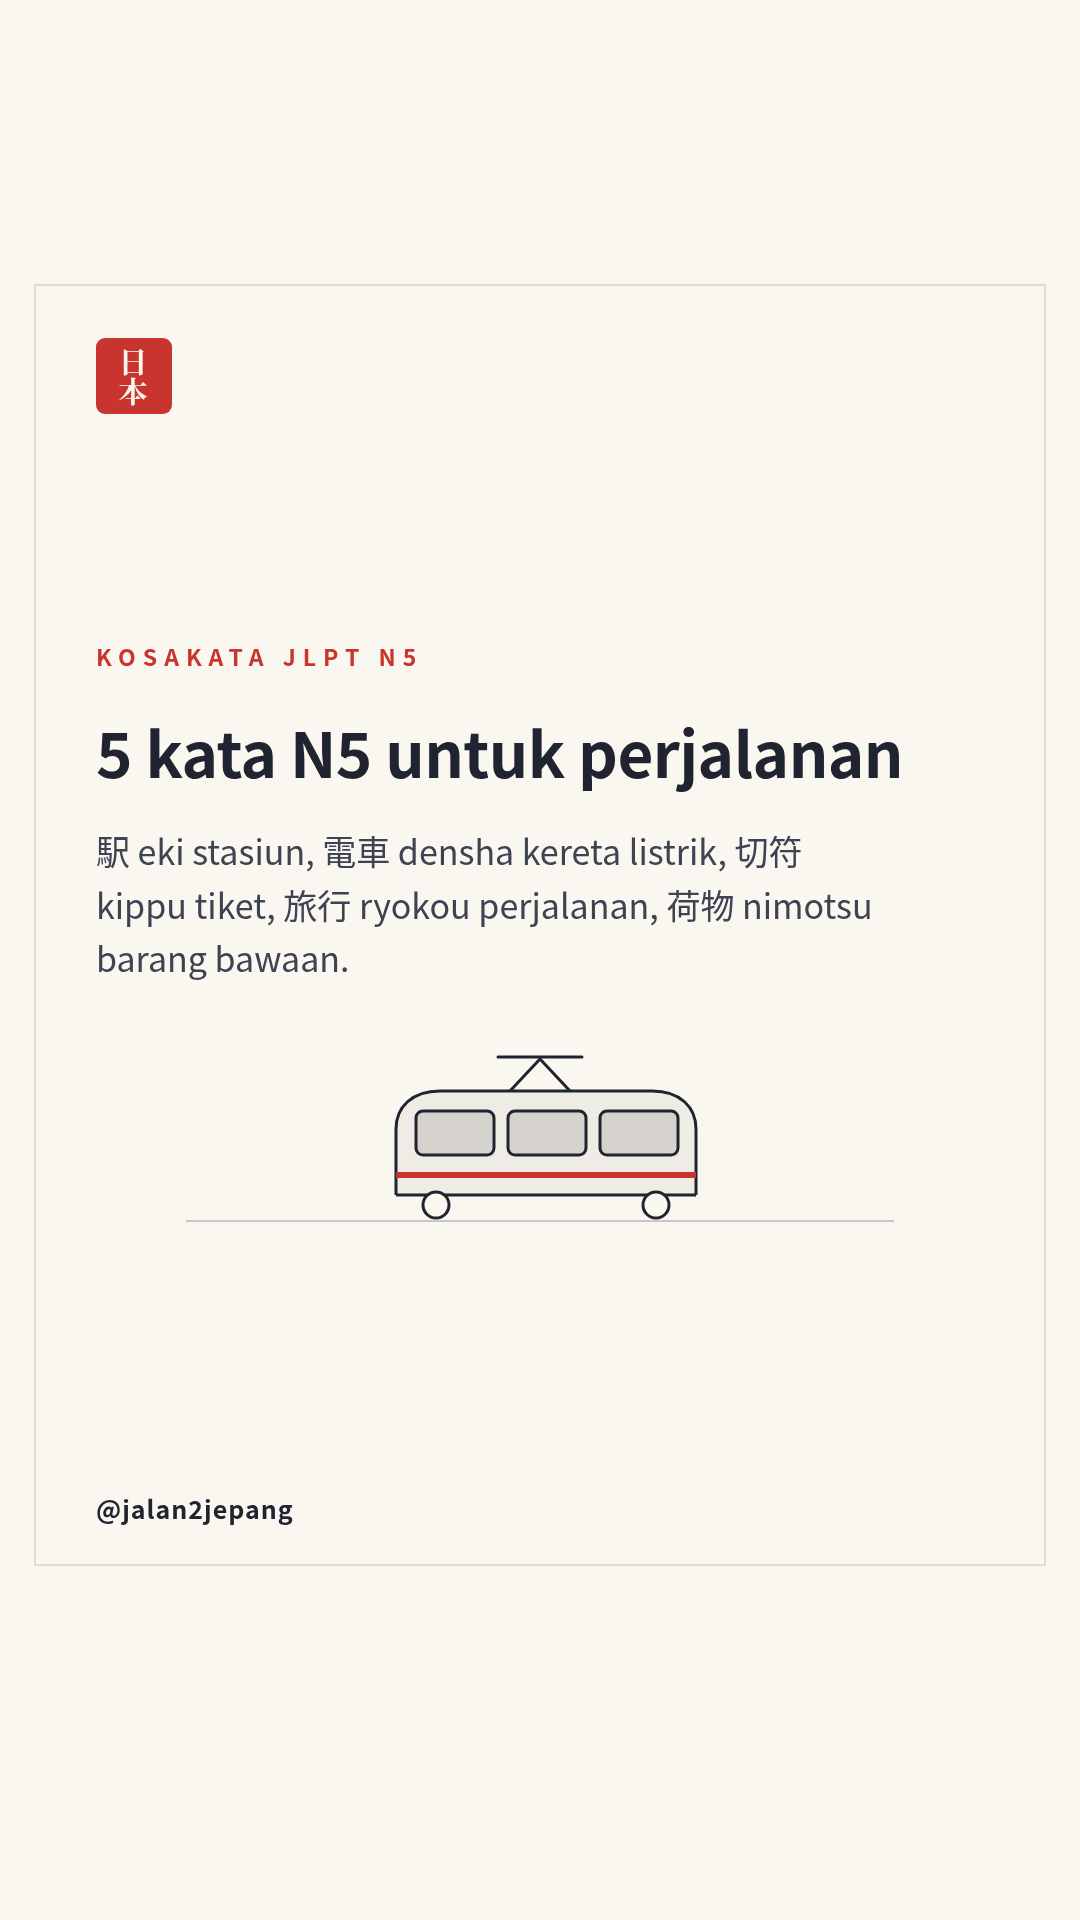 日本
KOSAKATA JLPT N5
5 kata N5 untuk perjalanan
駅 eki stasiun, 電車 densha kereta listrik, 切符
kippu tiket, 旅行 ryokou perjalanan, 荷物 nimotsu
barang bawaan.
@jalan2jepang